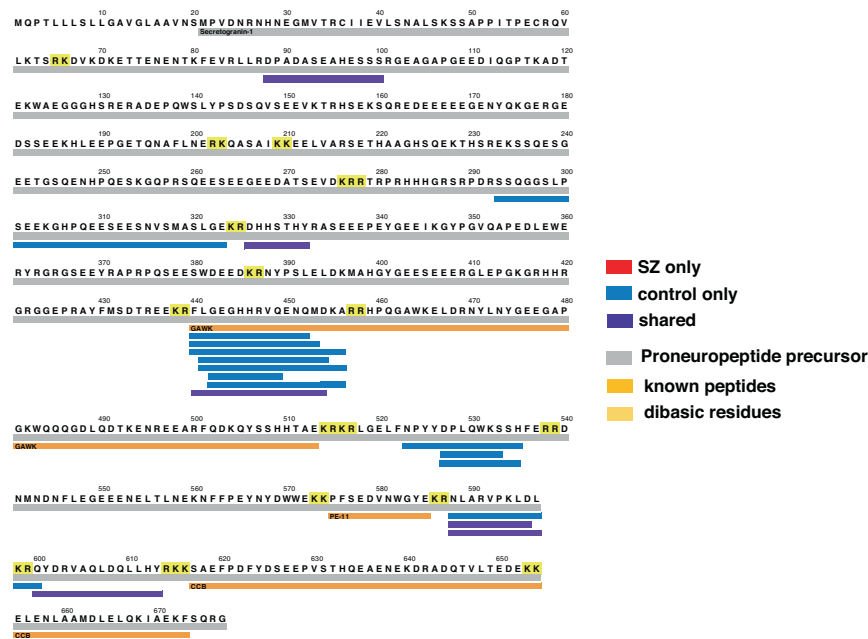 10 20 30 40 50 60
MQPTLLLSLLGAVGLAAVNSMPVDNRNHNEGMVTRCIIEVLSNALSKSSAPPITPECRQV
Secretogranin-1
70 80 90 100 110 120
LKTSRKDVKDKETTENENTKFEVRLLRDPADASEAHESSSRGEAGAPGEEDIQGPTKADT
130 140 150 160 170 180
EKWAEGGGHSRERADEPQWSLYPSDSQVSEEVKTRHSEKSQREDEEEEEGENYQKGERGE
190 200 210 220 230 240
DSSEEKHLEEPGETQNAFLNERKQASAIKKEELVARSETHAAGHSQEKTHSREKSSQESG
250 260 270 280 290 300
EETGSQENHPQESKGQPRSQEESEEGEEDATSEVDKRRTRPRHHHGRSRPDRSSQGGSLP
310 320 330 340 350 360
SEEKGHPQEESEESNVSMASLGEKRDHHSTHYRASEEEPEYGEEIKGYPGVQAPEDLEWE
370 380 390 400 410 420
RYRGRGSEEYRAPRPQSEESWDEEDKRNYPSLELDKMAHGYGEESEEERGLEPGKGRHHR
430 440 450 460 470 480
GRGGEPRAYFMSDTREEKRFLGEGHHRVQENQMDKARRHPQGAWKELDRNYLNYGEEGAP
GAWK
490 500 510 520 530 540
GKWQQQGDLQDTKENREEARFQDKQYSSHHTAEKRKRLGELFNPYYDPLQWKSSHFERRD
GAWK
550 560 570 580 590
NMNDNFLEGEEENELTLNEKNFFPEYNYDWWEKKPFSEDVNWGYEKRNLARVPKLDL
PE-11
600 610 620 630 640 650
KRQYDRVAQLDQLLHYRKKSAEFPDFYDSEEPVSTHQEAENEKDRADQTVLTEDEKK
CCB
660 670
ELENLAAMDLELQKIAEKFSQRG
CCB
SZ only
control only
shared
Proneuropeptide precursor
known peptides
dibasic residues